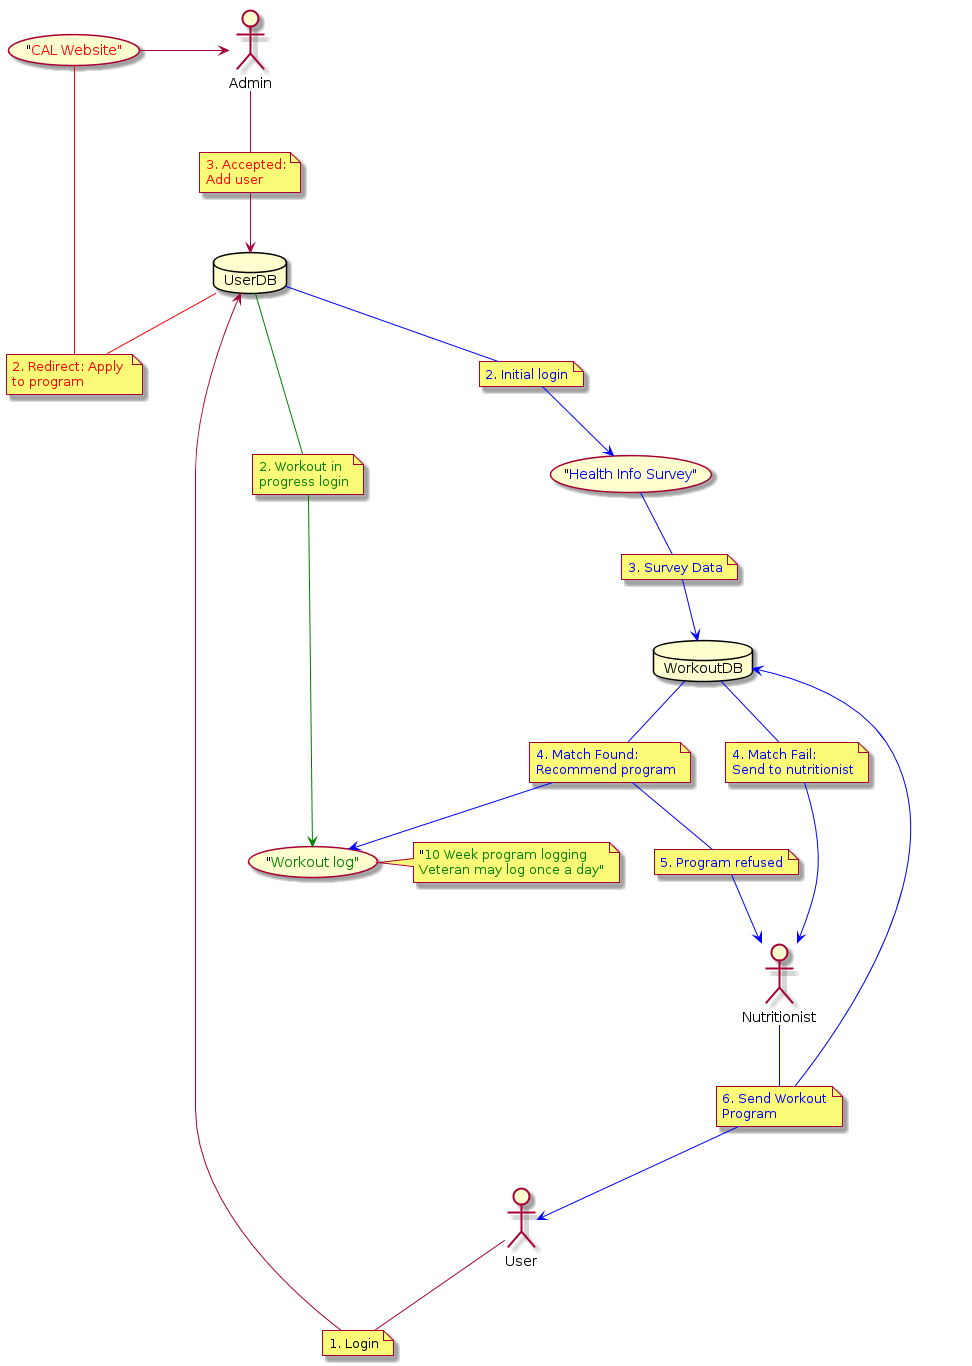 "CAL Website"
Admin
3. Accepted:
Add user
UserDB
2. Redirect: Apply
to program
2. Initial login
2. Workout in
progress login
"Health Info Survey"
3. Survey Data
WorkoutDB
4. Match Found:
Recommend program
4. Match Fail:
Send to nutritionist
"Workout log"
"10 Week program logging
Veteran may log once a day"
5. Program refused
Nutritionist
6. Send Workout
Program
User
1. Login